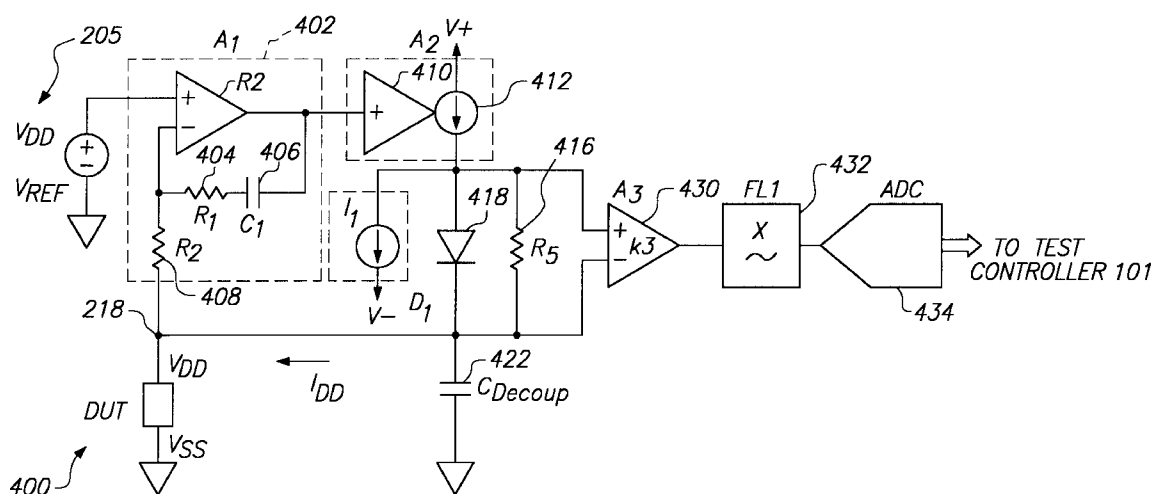 205
A1
402
A2
V+
R2
410
412
+
−
+
VDD
+
−
VREF
404
406
R1
C1
R2
408
I1
V−
D1
418
416
R5
A3
430
+
k3
−
FL1
432
X
~
ADC
434
TO TEST
CONTROLLER 101
218
IDD
422
CDecoup
VDD
DUT
VSS
400